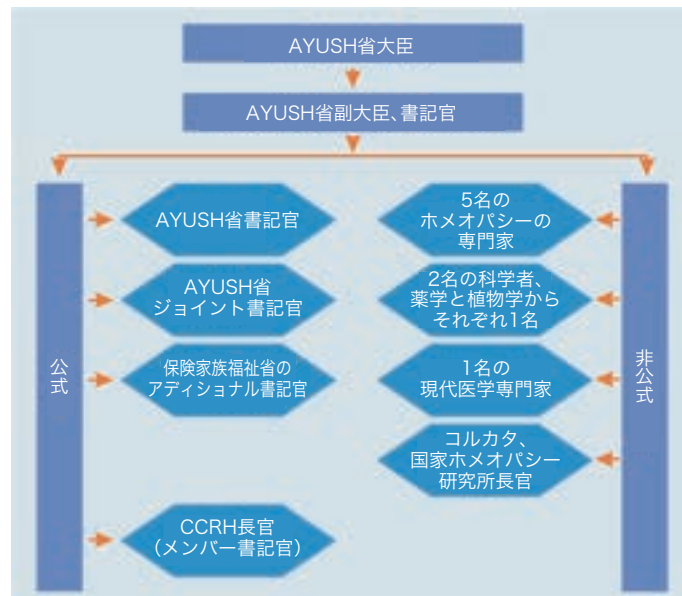 AYUSH省大臣
AYUSH省副大臣、書記官
公式
AYUSH省書記官
AYUSH省
ジョイント書記官
保険家族福祉省の
アディショナル書記官
CCRH長官
（メンバー書記官）
5名の
ホメオパシーの
専門家
2名の科学者、
薬学と植物学から
それぞれ1名
1名の
現代医学専門家
コルカタ、
国家ホメオパシー
研究所長官
非公式